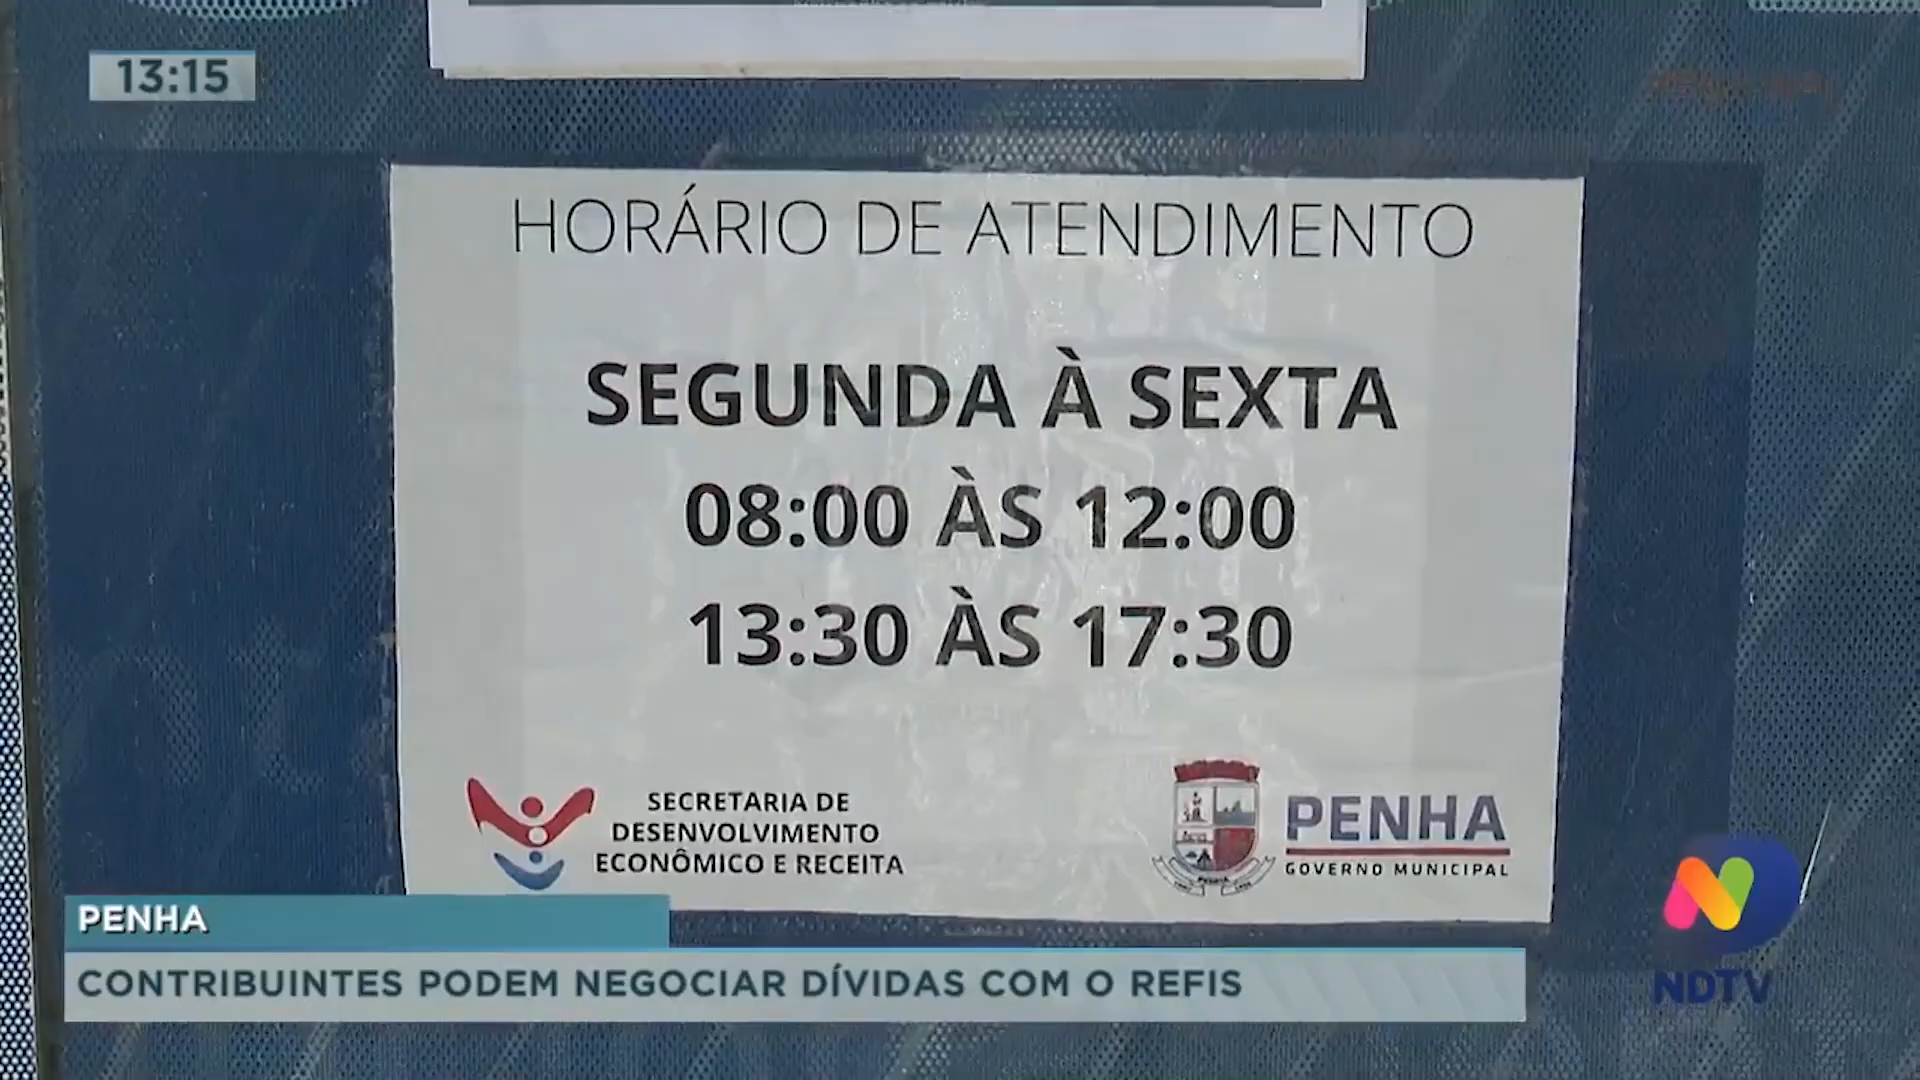 13:15
HORÁRIO DE ATENDIMENTO
SEGUNDA À SEXTA
08:00 ÀS 12:00
13:30 ÀS 17:30
SECRETARIA DE
DESENVOLVIMENTO
ECONÔMICO E RECEITA
PENHA
GOVERNO MUNICIPAL
PENHA
CONTRIBUINTES PODEM NEGOCIAR DÍVIDAS COM O REFIS
NDTV